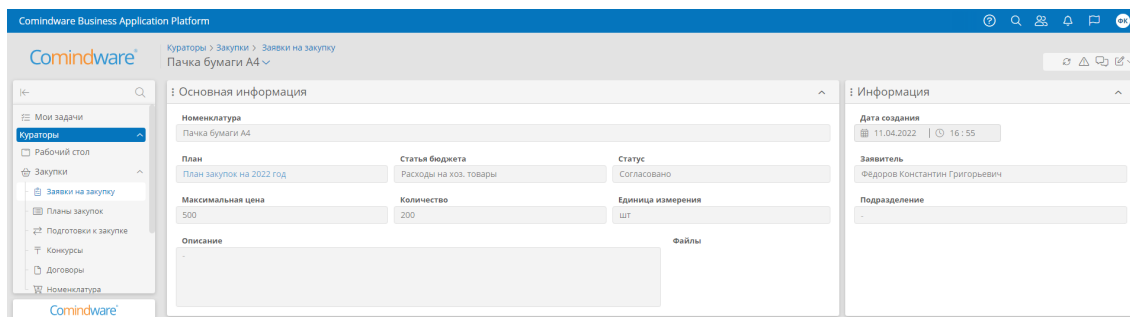 Comindware Business Application Platform
ФК
Comindware®
Кураторы > Закупки > Заявки на закупку
Пачка бумаги А4
Мои задачи
Кураторы
Рабочий стол
Закупки
Заявки на закупку
Планы закупок
Подготовки к закупке
Конкурсы
Договоры
Номенклатура
Comindware®
Основная информация
Номенклатура
Пачка бумаги А4
План Статья бюджета Статус
План закупок на 2022 год Расходы на хоз. товары Согласовано
Максимальная цена Количество Единица измерения
500 200 шт
Описание Файлы
-
Информация
Дата создания
11.04.2022 16 : 55
Заявитель
Фёдоров Константин Григорьевич
Подразделение
-